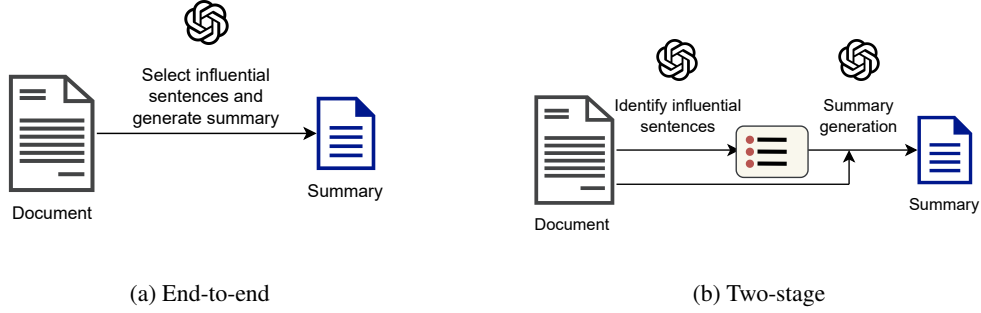 Select influential
sentences and
generate summary
Document
Summary
(a) End-to-end
Identify influential
sentences
Summary
generation
Document
Summary
(b) Two-stage